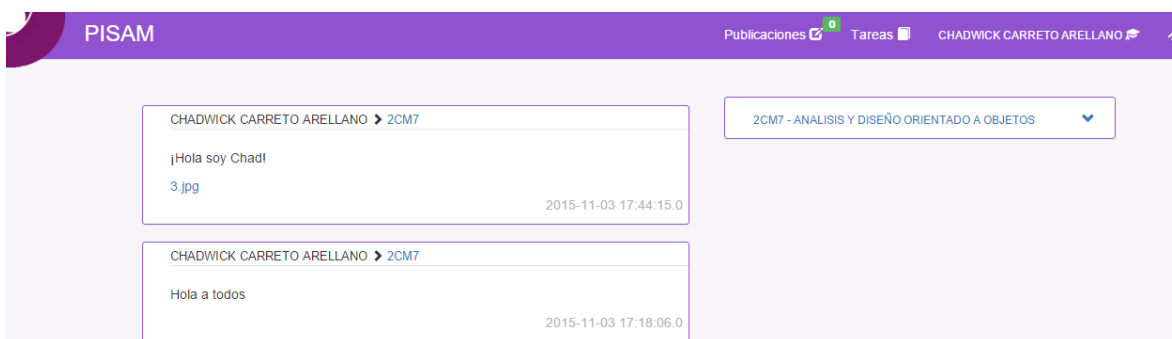 PISAM
Publicaciones 0 Tareas CHADWICK CARRETO ARELLANO
CHADWICK CARRETO ARELLANO > 2CM7
¡Hola soy Chad!
3.jpg
2015-11-03 17:44:15.0
2CM7 - ANALISIS Y DISEÑO ORIENTADO A OBJETOS
CHADWICK CARRETO ARELLANO > 2CM7
Hola a todos
2015-11-03 17:18:06.0